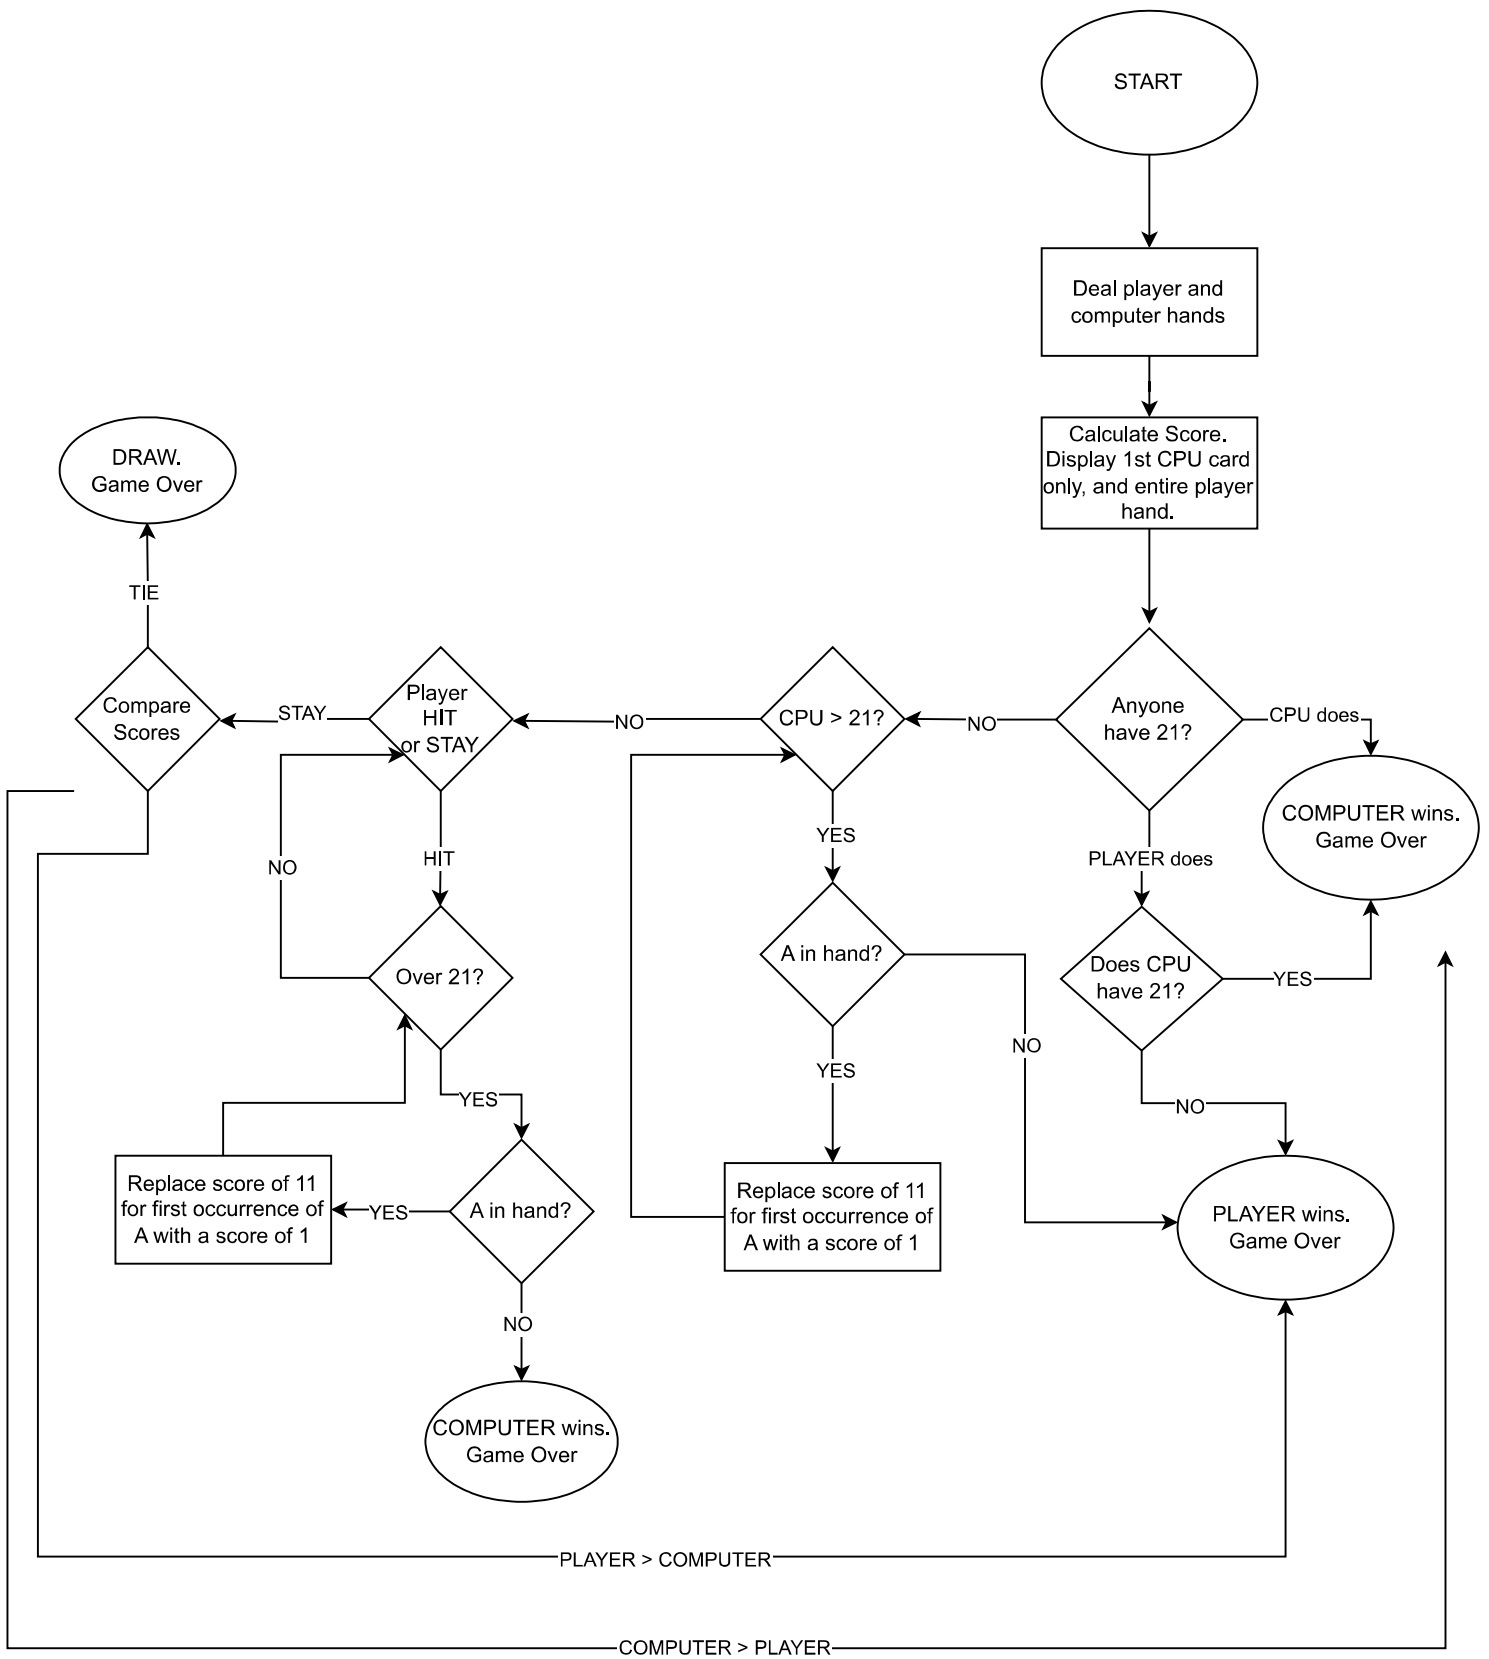 START
Deal player and
computer hands
Calculate Score.
Display 1st CPU card
only, and entire player
hand.
DRAW.
Game Over
TIE
Compare
Scores
STAY
Player
HIT
or STAY
NO
CPU > 21?
NO
Anyone
have 21?
CPU does
COMPUTER wins.
Game Over
PLAYER does
YES
HIT
NO
Over 21?
A in hand?
Does CPU
have 21?
YES
NO
YES
YES
NO
Replace score of 11
for first occurrence of
A with a score of 1
YES
A in hand?
Replace score of 11
for first occurrence of
A with a score of 1
PLAYER wins.
Game Over
NO
COMPUTER wins.
Game Over
PLAYER > COMPUTER
COMPUTER > PLAYER